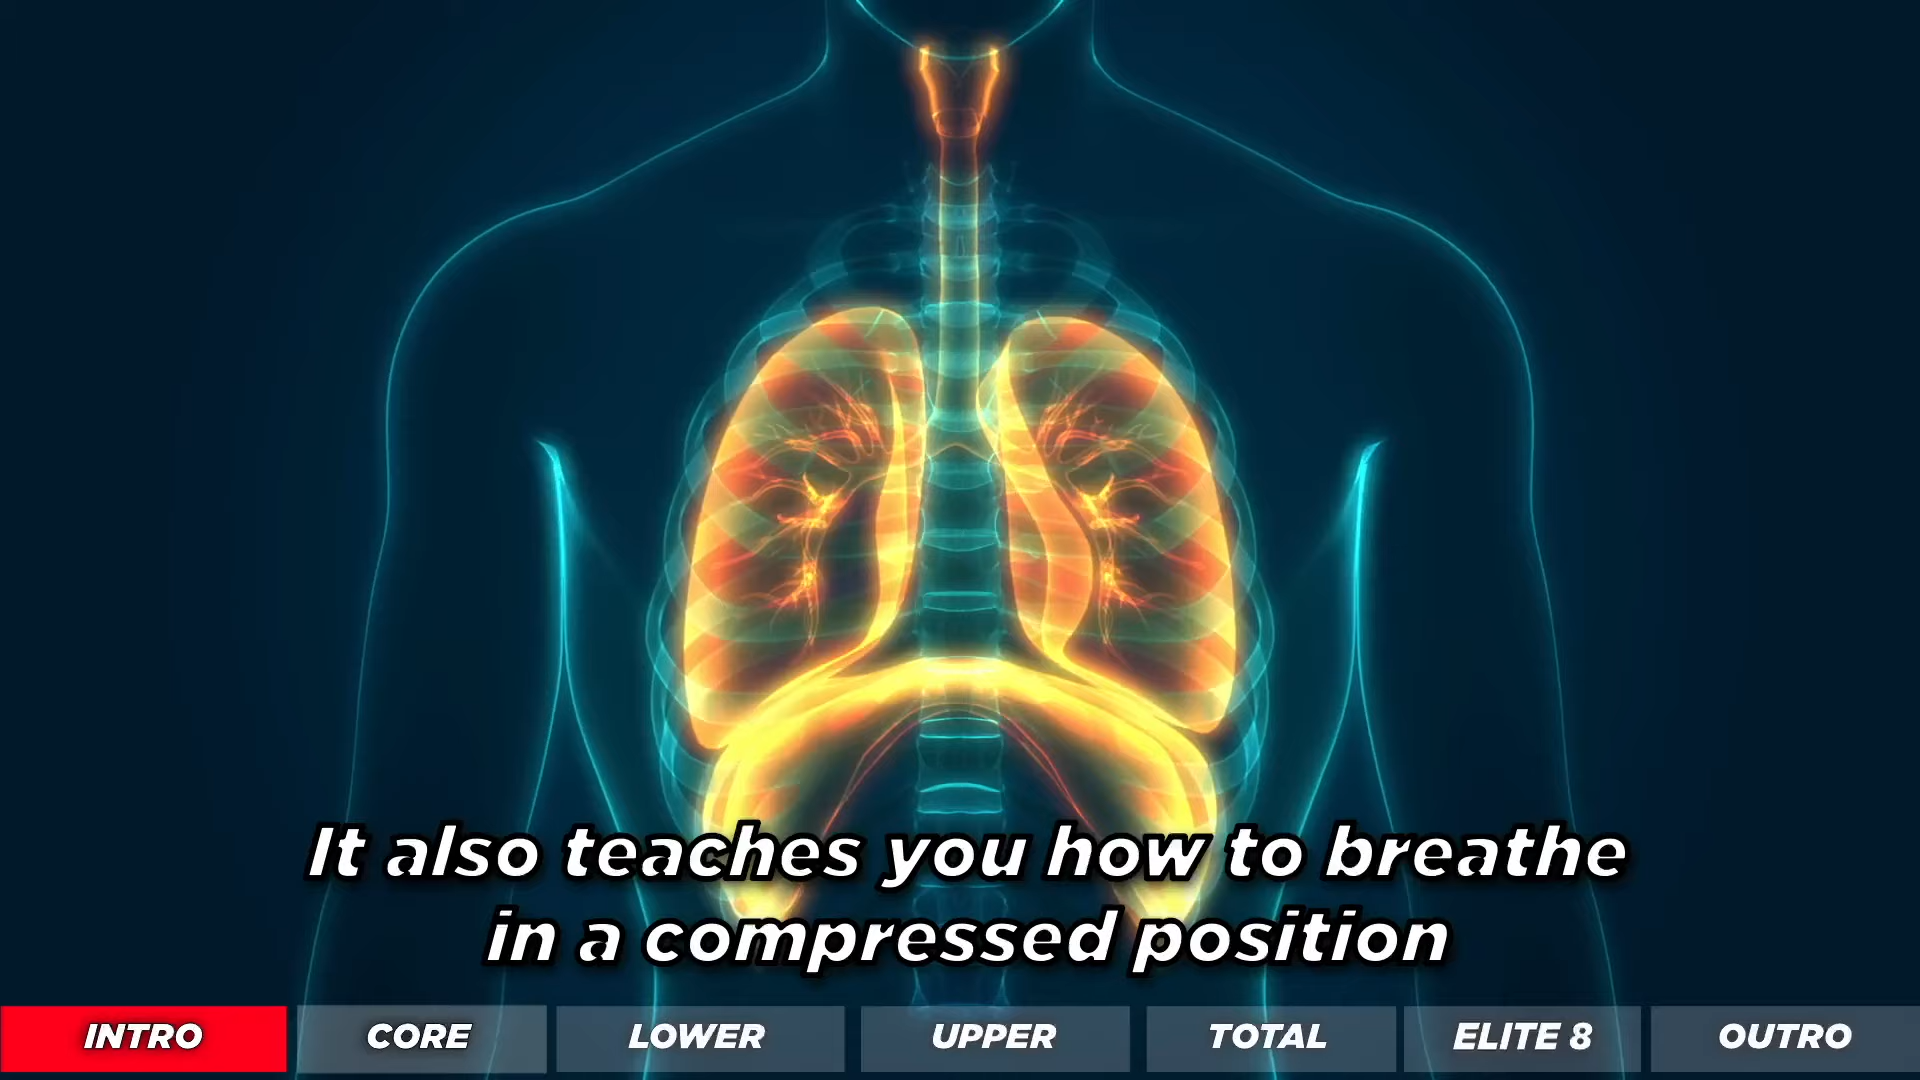 It also teaches you how to breathe
in a compressed position
INTRO
CORE
LOWER
UPPER
TOTAL
ELITE 8
OUTRO